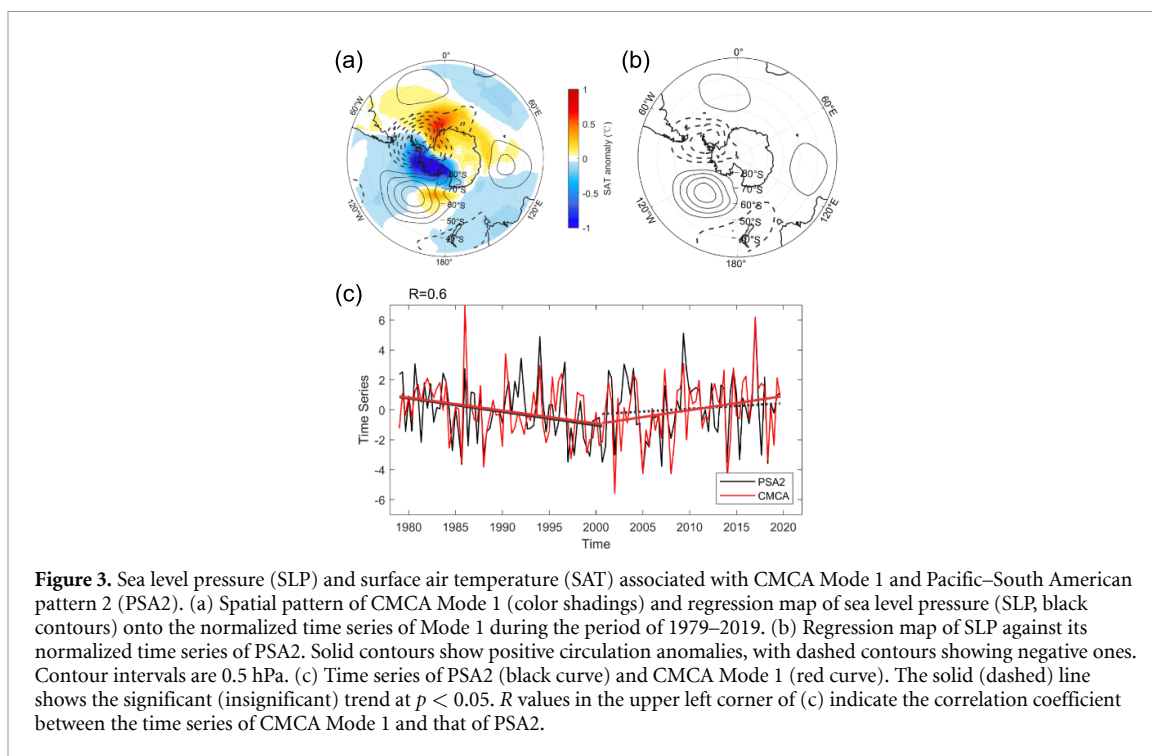 (a)
(b)
0°
0°
60°W
60°E
60°W
60°E
1
0.5
0
-0.5
-1
SAT anomaly (℃)
80°S
70°S
60°S
50°S
40°S
80°S
70°S
60°S
50°S
40°S
120°W
120°E
120°W
120°E
180°
180°
(c)
R=0.6
6
4
2
0
-2
-4
-6
Time Series
PSA2
CMCA
1980 1985 1990 1995 2000 2005 2010 2015 2020
Time
Figure 3. Sea level pressure (SLP) and surface air temperature (SAT) associated with CMCA Mode 1 and Pacific–South American
pattern 2 (PSA2). (a) Spatial pattern of CMCA Mode 1 (color shadings) and regression map of sea level pressure (SLP, black
contours) onto the normalized time series of Mode 1 during the period of 1979–2019. (b) Regression map of SLP against its
normalized time series of PSA2. Solid contours show positive circulation anomalies, with dashed contours showing negative ones.
Contour intervals are 0.5 hPa. (c) Time series of PSA2 (black curve) and CMCA Mode 1 (red curve). The solid (dashed) line
shows the significant (insignificant) trend at p < 0.05. R values in the upper left corner of (c) indicate the correlation coefficient
between the time series of CMCA Mode 1 and that of PSA2.